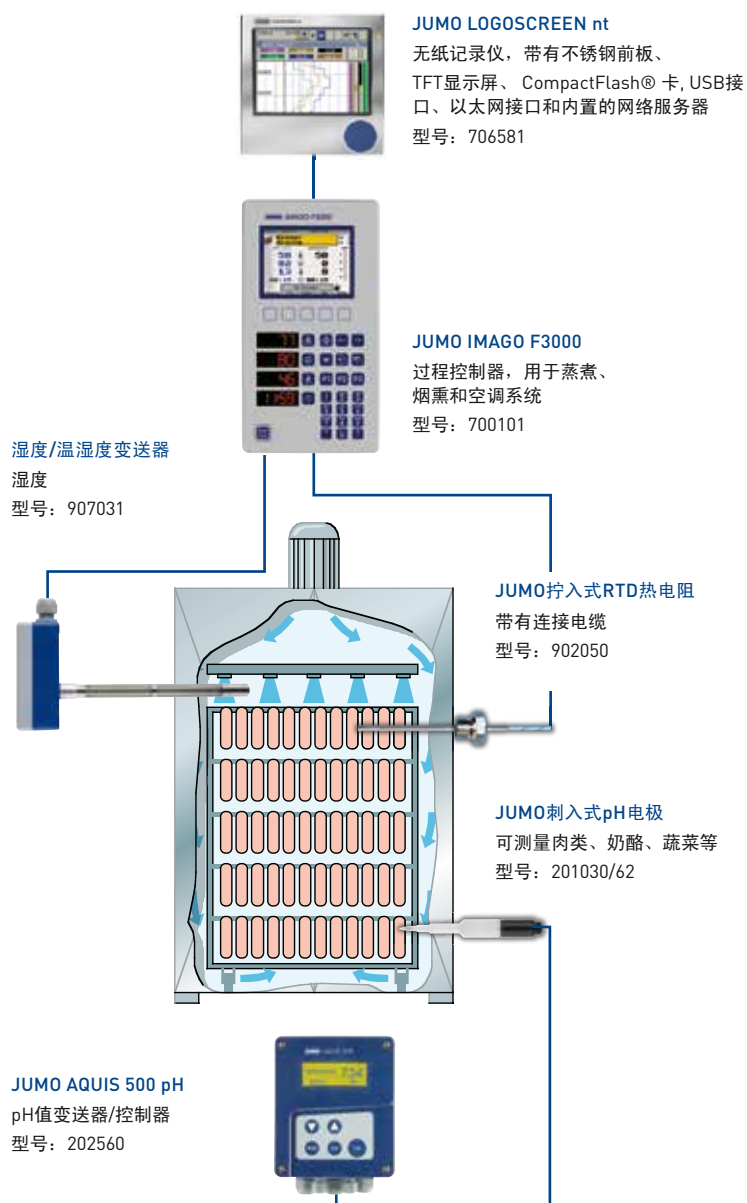 JUMO LOGOSCREEN nt
无纸记录仪，带有不锈钢前板、
TFT显示屏、 CompactFlash® 卡, USB接
口、以太网接口和内置的网络服务器
型号：706581
JUMO IMAGO F3000
过程控制器，用于蒸煮、
烟熏和空调系统
型号：700101
湿度/温湿度变送器
湿度
型号：907031
JUMO拧入式RTD热电阻
带有连接电缆
型号：902050
JUMO刺入式pH电极
可测量肉类、奶酪、蔬菜等
型号：201030/62
JUMO AQUIS 500 pH
pH值变送器/控制器
型号：202560